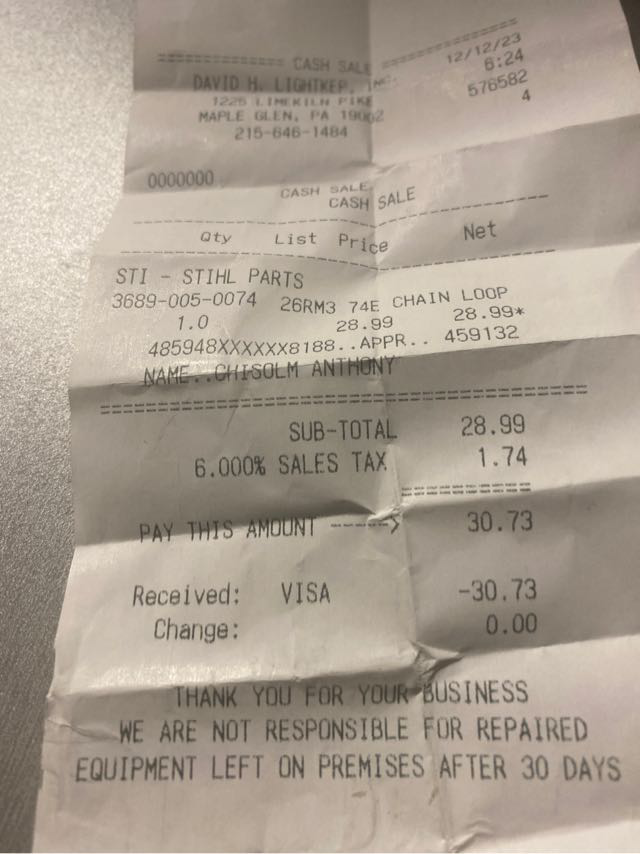 ============ CASH SALE ============ 12/12/23
DAVID H. LIGHTKEP, INC. 6:24
1225 LIMEKILN PIKE 576582
MAPLE GLEN, PA 19002 4
215-646-1484
0000000
CASH SALE
CASH SALE
Qty List Price Net
STI - STIHL PARTS
3689-005-0074 26RM3 74E CHAIN LOOP
1.0 28.99 28.99*
485948XXXXXX8188..APPR.. 459132
NAME..CHISOLM ANTHONY
SUB-TOTAL 28.99
6.000% SALES TAX 1.74
PAY THIS AMOUNT -----> 30.73
Received: VISA -30.73
Change: 0.00
THANK YOU FOR YOUR BUSINESS
WE ARE NOT RESPONSIBLE FOR REPAIRED
EQUIPMENT LEFT ON PREMISES AFTER 30 DAYS